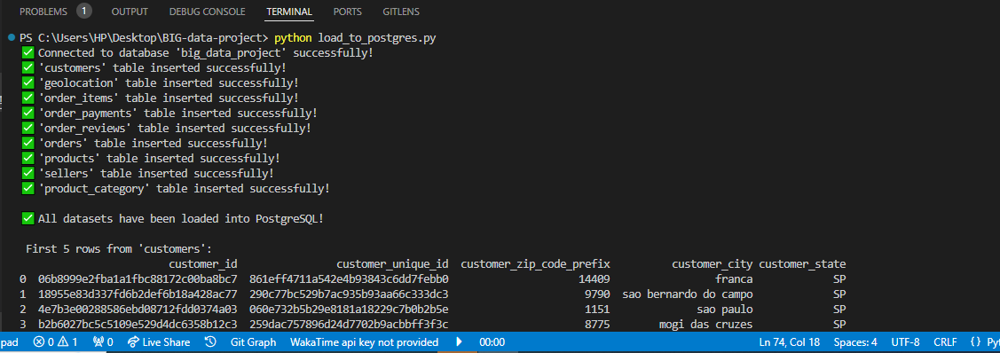 PROBLEMS 1 OUTPUT DEBUG CONSOLE TERMINAL PORTS GITLENS
PS C:\Users\HP\Desktop\BIG-data-project> python load_to_postgres.py
✅ Connected to database 'big_data_project' successfully!
✅ 'customers' table inserted successfully!
✅ 'geolocation' table inserted successfully!
✅ 'order_items' table inserted successfully!
✅ 'order_payments' table inserted successfully!
✅ 'order_reviews' table inserted successfully!
✅ 'orders' table inserted successfully!
✅ 'products' table inserted successfully!
✅ 'sellers' table inserted successfully!
✅ 'product_category' table inserted successfully!
✅ All datasets have been loaded into PostgreSQL!
First 5 rows from 'customers':
customer_id customer_unique_id customer_zip_code_prefix customer_city customer_state
0 06b8999e2fba1a1fbc88172c00ba8bc7 861eff4711a542e4b93843c6dd7febb0 14409 franca SP
1 18955e83d337fd6b2def6b18a428ac77 290c77bc529b7ac935b93aa66c333dc3 9790 sao bernardo do campo SP
2 4e7b3e00288586ebd08712fdd0374a03 060e732b5b29e8181a18229c7b0b2b5e 1151 sao paulo SP
3 b2b6027bc5c5109e529d4dc6358b12c3 259dac757896d24d7702b9acbbff3f3c 8775 mogi das cruzes SP
pad 0 1 0 Live Share Git Graph WakaTime api key not provided 00:00 Ln 74, Col 18 Spaces: 4 UTF-8 CRLF {} Pyt